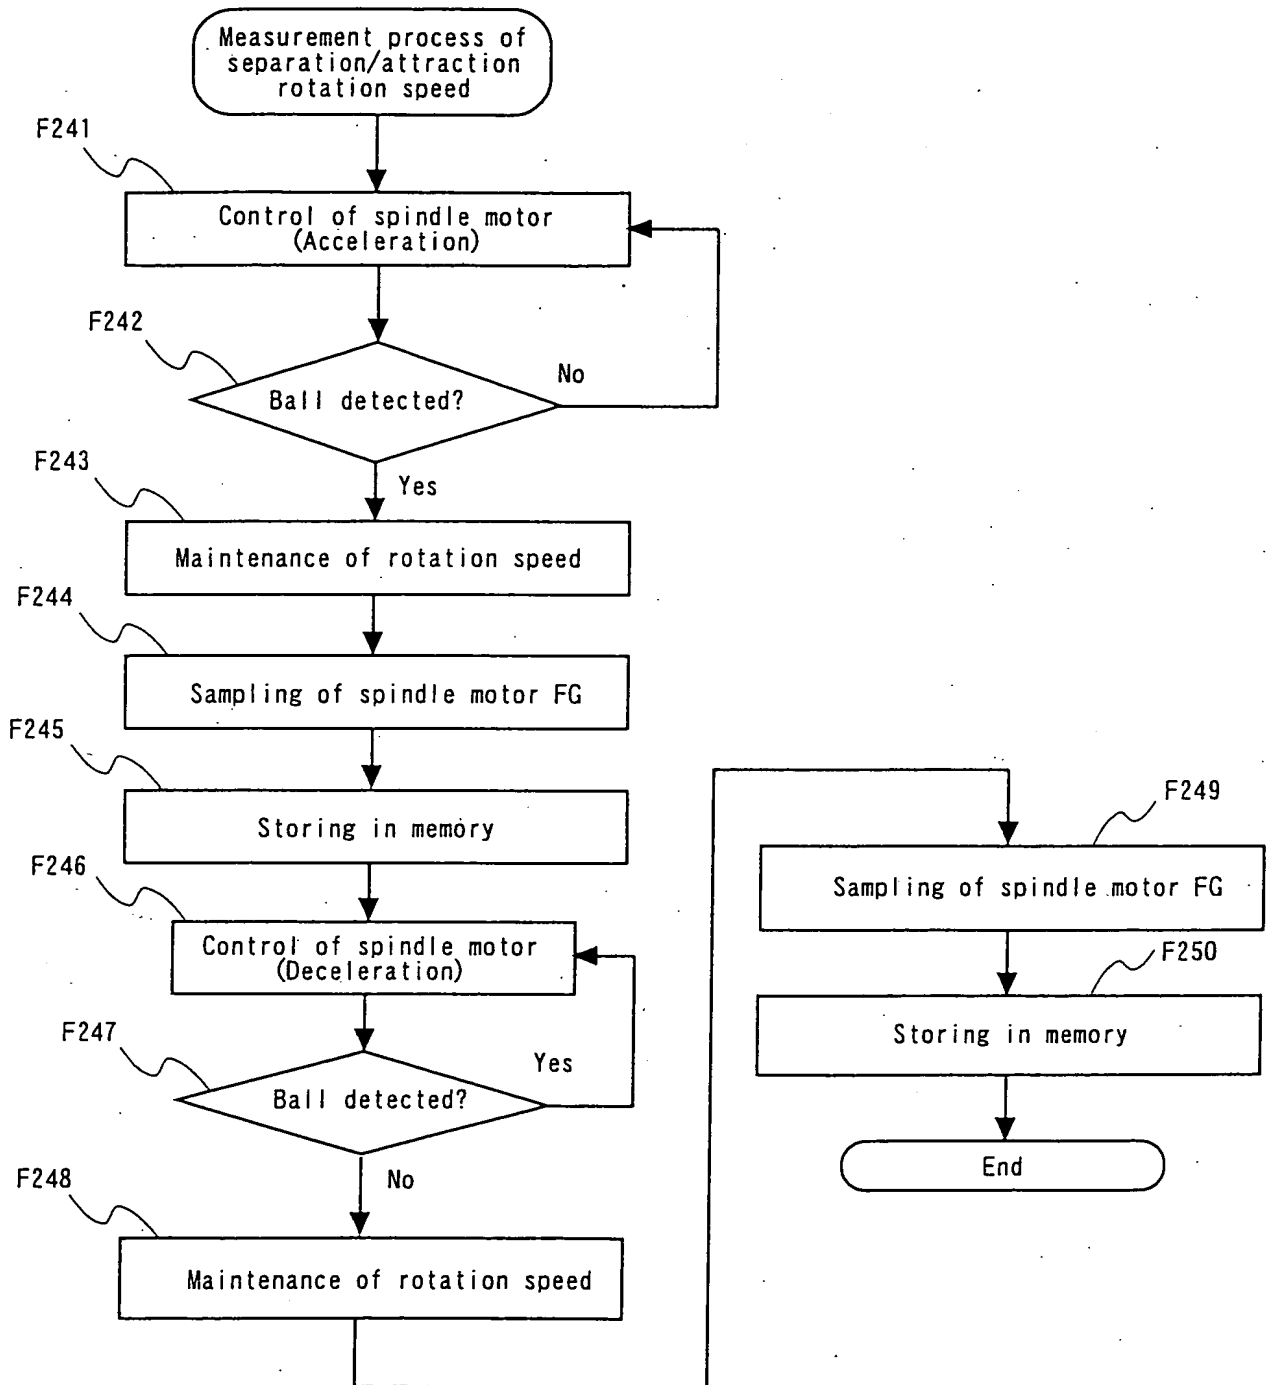 Measurement process of
separation/attraction
rotation speed
F241
Control of spindle motor
(Acceleration)
F242
Ball detected?
No
Yes
F243
Maintenance of rotation speed
F244
Sampling of spindle motor FG
F245
Storing in memory
F246
Control of spindle motor
(Deceleration)
F247
Ball detected?
Yes
No
F248
Maintenance of rotation speed
F249
Sampling of spindle motor FG
F250
Storing in memory
End